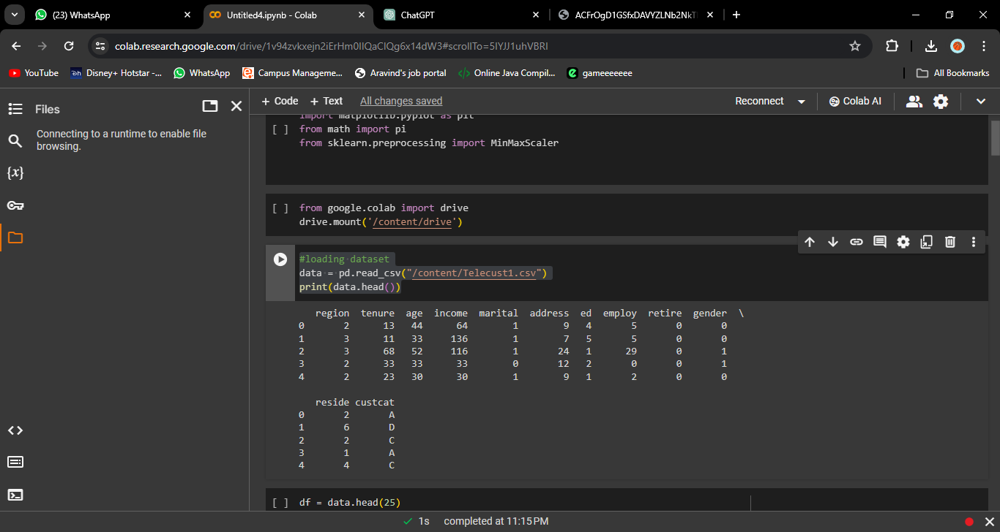 (23) WhatsApp
Untitled4.ipynb - Colab
ChatGPT
ACFrOgD1GSfxDAVYZLNb2NkT
colab.research.google.com/drive/1v94zvkxejn2iErHm0IIQaClQg6x14dW3#scrollTo=5IYJJ1uhVBRI
YouTube
Disney+ Hotstar -...
WhatsApp
Campus Manageme...
Aravind's job portal
Online Java Compil...
gameeeeeee
All Bookmarks
Files
Connecting to a runtime to enable file
browsing.
+ Code + Text All changes saved
Reconnect
Colab AI
import matplotlib.pyplot as plt
[ ] from math import pi
from sklearn.preprocessing import MinMaxScaler
[ ] from google.colab import drive
drive.mount('/content/drive')
#loading dataset
data = pd.read_csv("/content/Telecust1.csv")
print(data.head())
region tenure age income marital address ed employ retire gender \
0 2 13 44 64 1 9 4 5 0 0
1 3 11 33 136 1 7 5 5 0 0
2 3 68 52 116 1 24 1 29 0 1
3 2 33 33 33 0 12 2 0 0 1
4 2 23 30 30 1 9 1 2 0 0
reside custcat
0 2 A
1 6 D
2 2 C
3 1 A
4 4 C
[ ] df = data.head(25)
1s completed at 11:15 PM